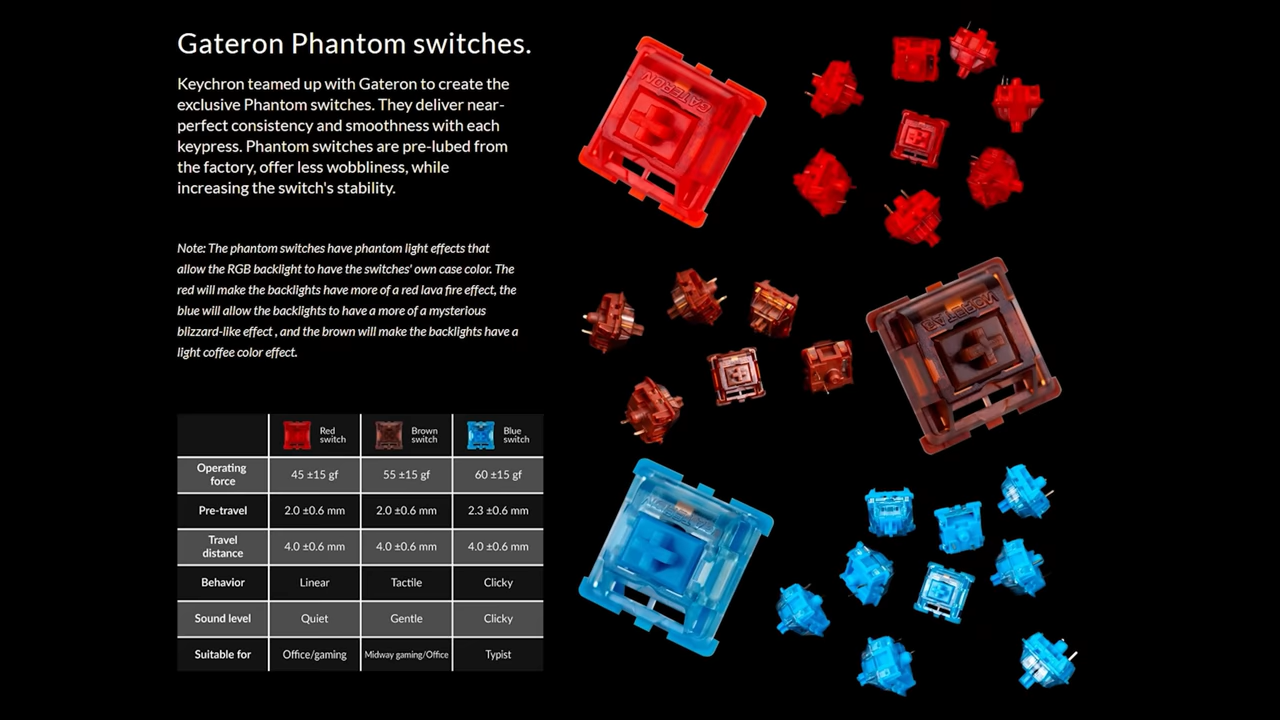 Gateron Phantom switches.
Keychron teamed up with Gateron to create the
exclusive Phantom switches. They deliver near-
perfect consistency and smoothness with each
keypress. Phantom switches are pre-lubed from
the factory, offer less wobbliness, while
increasing the switch's stability.
Note: The phantom switches have phantom light effects that
allow the RGB backlight to have the switches' own case color. The
red will make the backlights have more of a red lava fire effect, the
blue will allow the backlights to have a more of a mysterious
blizzard-like effect , and the brown will make the backlights have a
light coffee color effect.
Red switch Brown switch Blue switch
Operating force 45 ±15 gf 55 ±15 gf 60 ±15 gf
Pre-travel 2.0 ±0.6 mm 2.0 ±0.6 mm 2.3 ±0.6 mm
Travel distance 4.0 ±0.6 mm 4.0 ±0.6 mm 4.0 ±0.6 mm
Behavior Linear Tactile Clicky
Sound level Quiet Gentle Clicky
Suitable for Office/gaming Midway gaming/Office Typist
GATERON
GATERON
GATERON